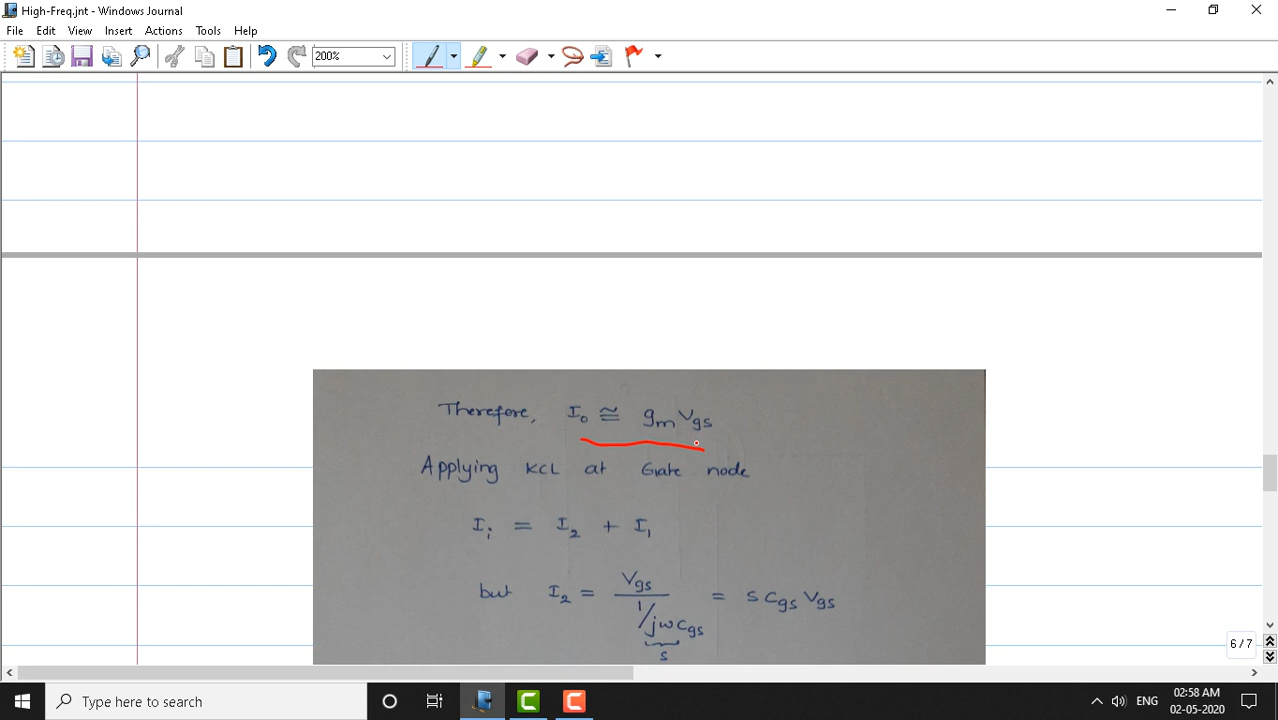 High-Freq.jnt - Windows Journal
File Edit View Insert Actions Tools Help
200%
Therefore, I₀ ≅ gm Vgs
Applying KCL at Gate node
Iᵢ = I₂ + I₁
but I₂ = Vgs / (1/jωCgs) = s Cgs Vgs
s
6 / 7
Type here to search
ENG
02:58 AM
02-05-2020